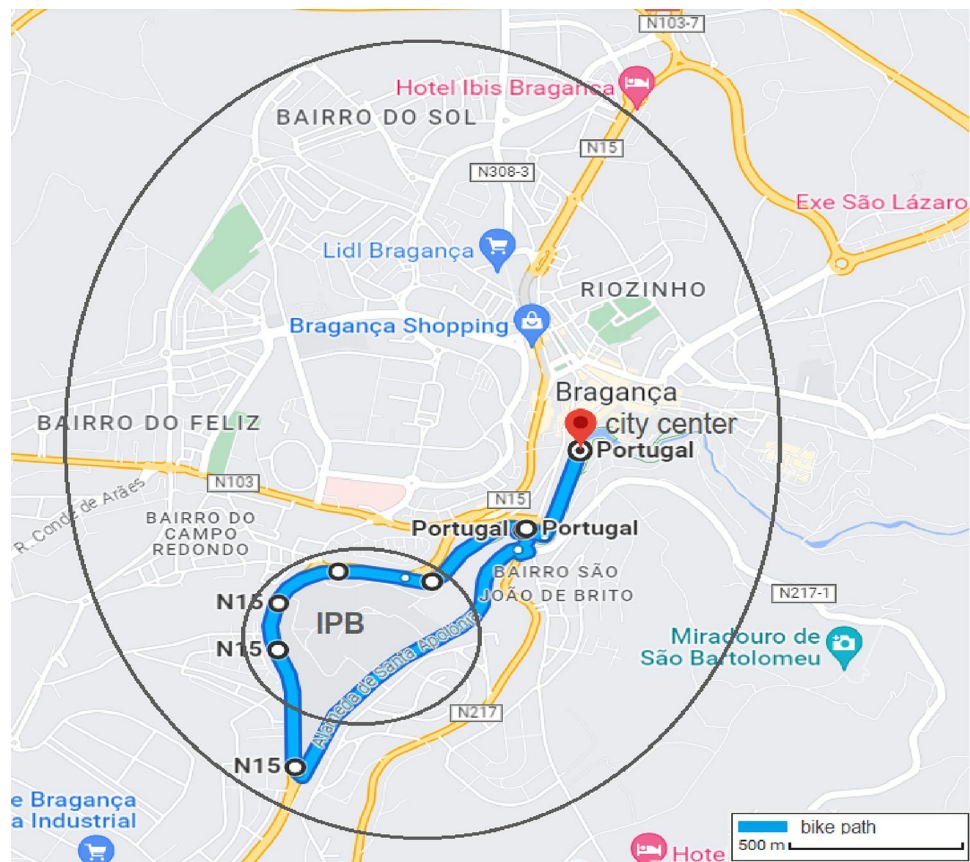 N103-7
Hotel Ibis Bragança
BAIRRO DO SOL
N15
N308-3
Exe São Lázaro
Lidl Bragança
RIOZINHO
Bragança Shopping
Bragança
city center
Portugal
BAIRRO DO FELIZ
N103
R. Conde de Arães
N15
BAIRRO DO
CAMPO
REDONDO
Portugal
Portugal
BAIRRO SÃO
JOÃO DE BRITO
N15
IPB
N217-1
N15
Miradouro de
São Bartolomeu
Alameda de Santa Apolónia
N217
N15
e Bragança
a Industrial
bike path
500 m
Hote